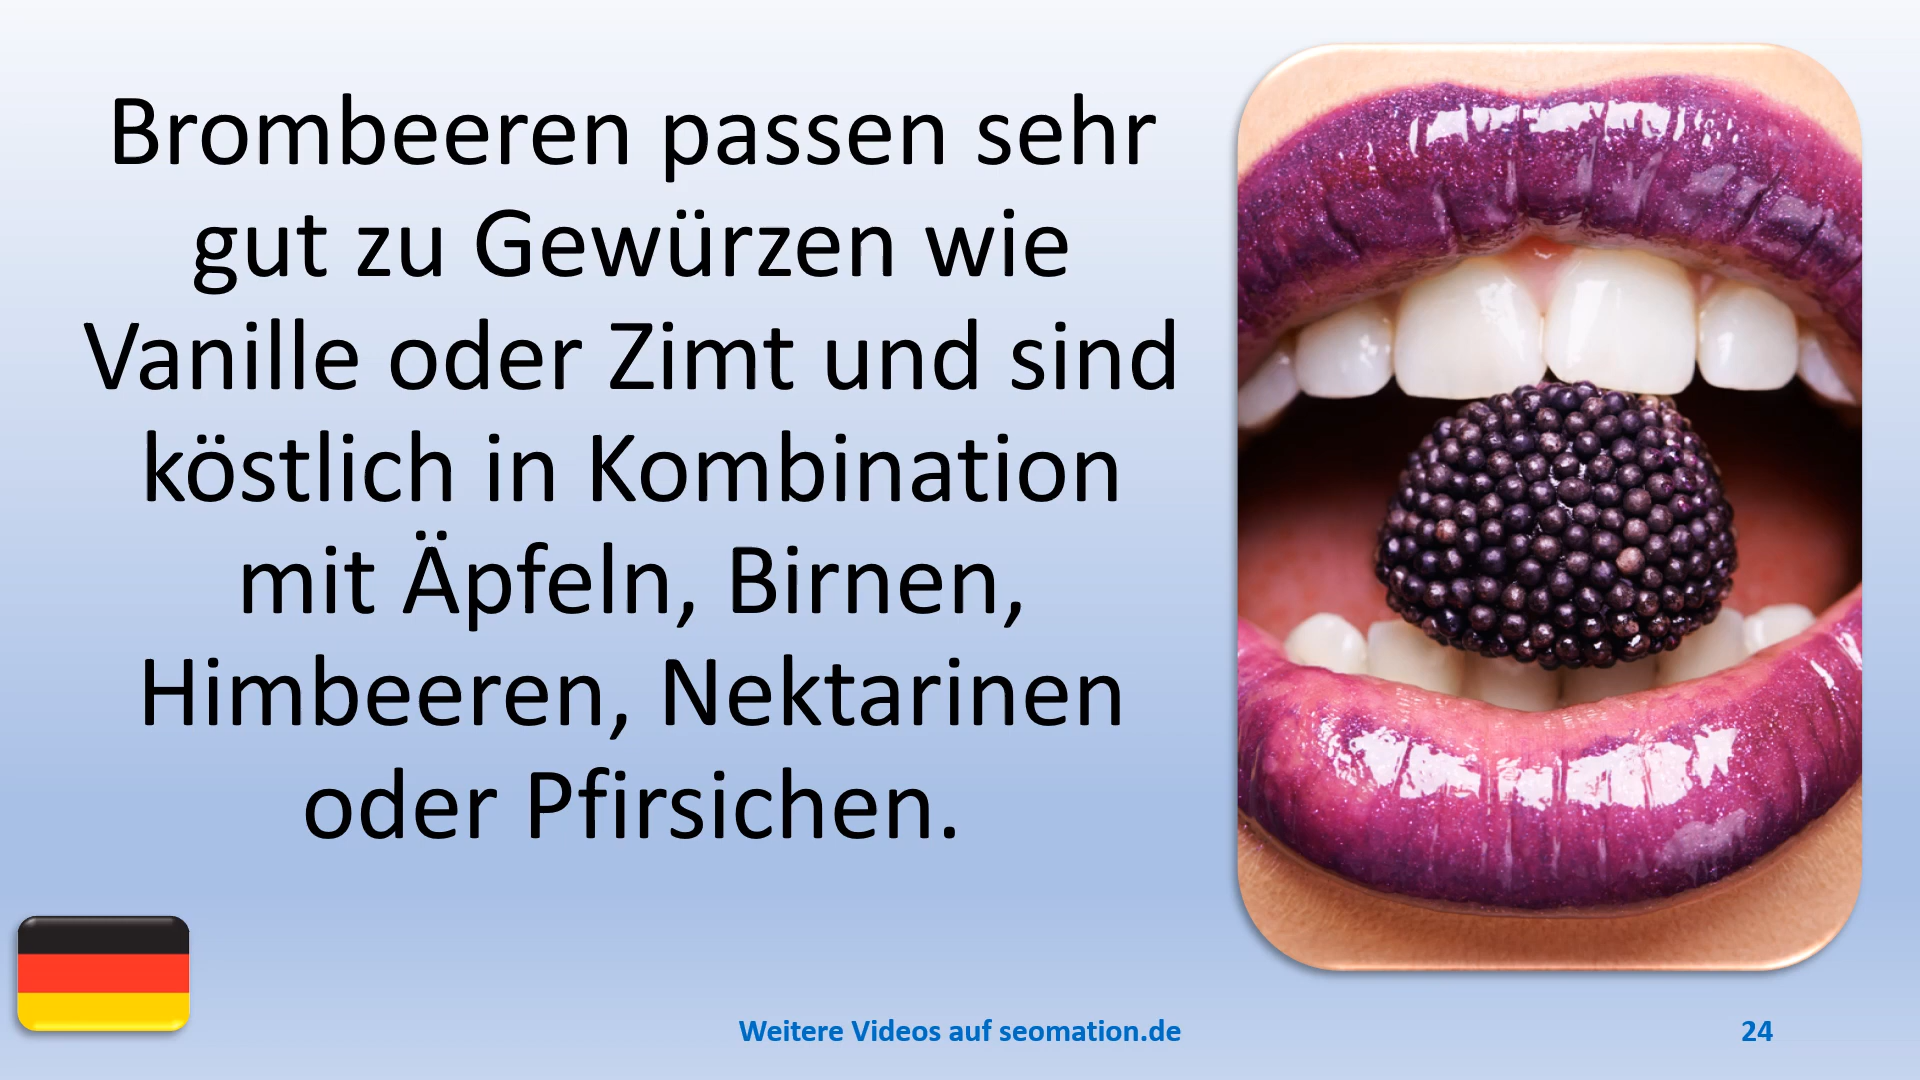 Brombeeren passen sehr
gut zu Gewürzen wie
Vanille oder Zimt und sind
köstlich in Kombination
mit Äpfeln, Birnen,
Himbeeren, Nektarinen
oder Pfirsichen.
Weitere Videos auf seomation.de
24